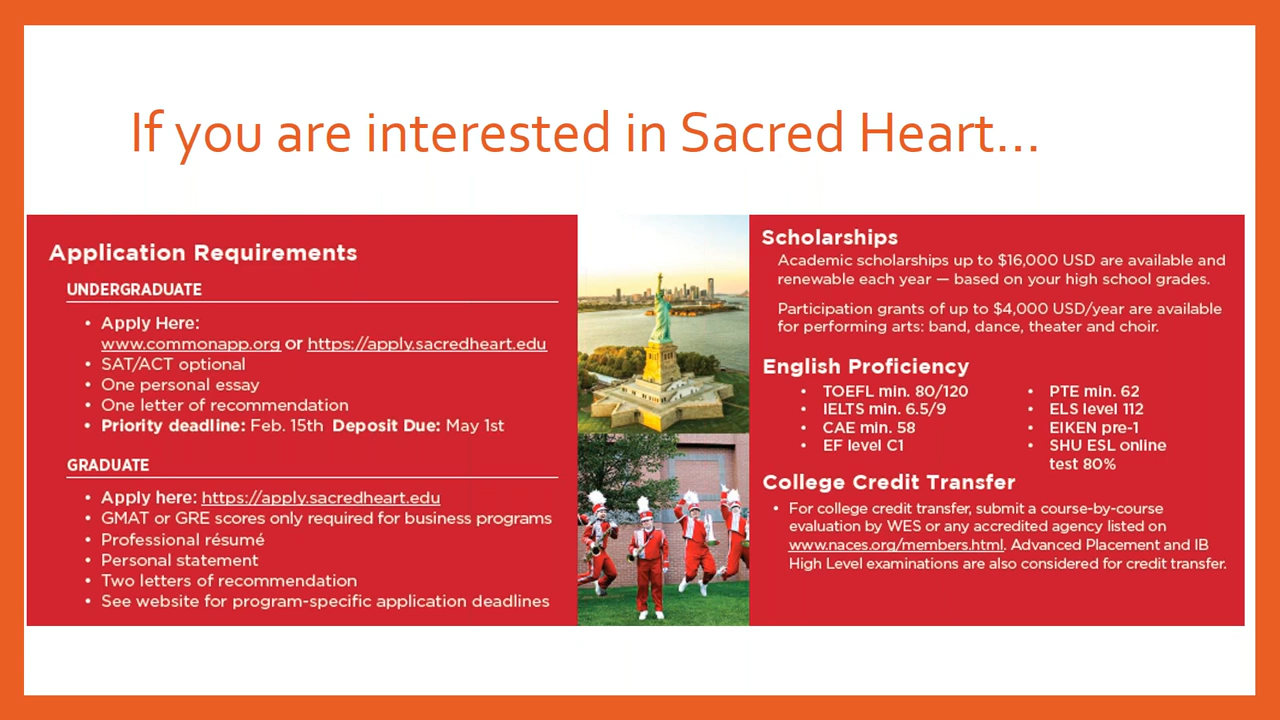 If you are interested in Sacred Heart...
Application Requirements
UNDERGRADUATE
• Apply Here:
www.commonapp.org or https://apply.sacredheart.edu
• SAT/ACT optional
• One personal essay
• One letter of recommendation
• Priority deadline: Feb. 15th Deposit Due: May 1st
GRADUATE
• Apply here: https://apply.sacredheart.edu
• GMAT or GRE scores only required for business programs
• Professional résumé
• Personal statement
• Two letters of recommendation
• See website for program-specific application deadlines
Scholarships
Academic scholarships up to $16,000 USD are available and
renewable each year — based on your high school grades.
Participation grants of up to $4,000 USD/year are available
for performing arts: band, dance, theater and choir.
English Proficiency
• TOEFL min. 80/120
• IELTS min. 6.5/9
• CAE min. 58
• EF level C1
• PTE min. 62
• ELS level 112
• EIKEN pre-1
• SHU ESL online
test 80%
College Credit Transfer
• For college credit transfer, submit a course-by-course
evaluation by WES or any accredited agency listed on
www.naces.org/members.html. Advanced Placement and IB
High Level examinations are also considered for credit transfer.